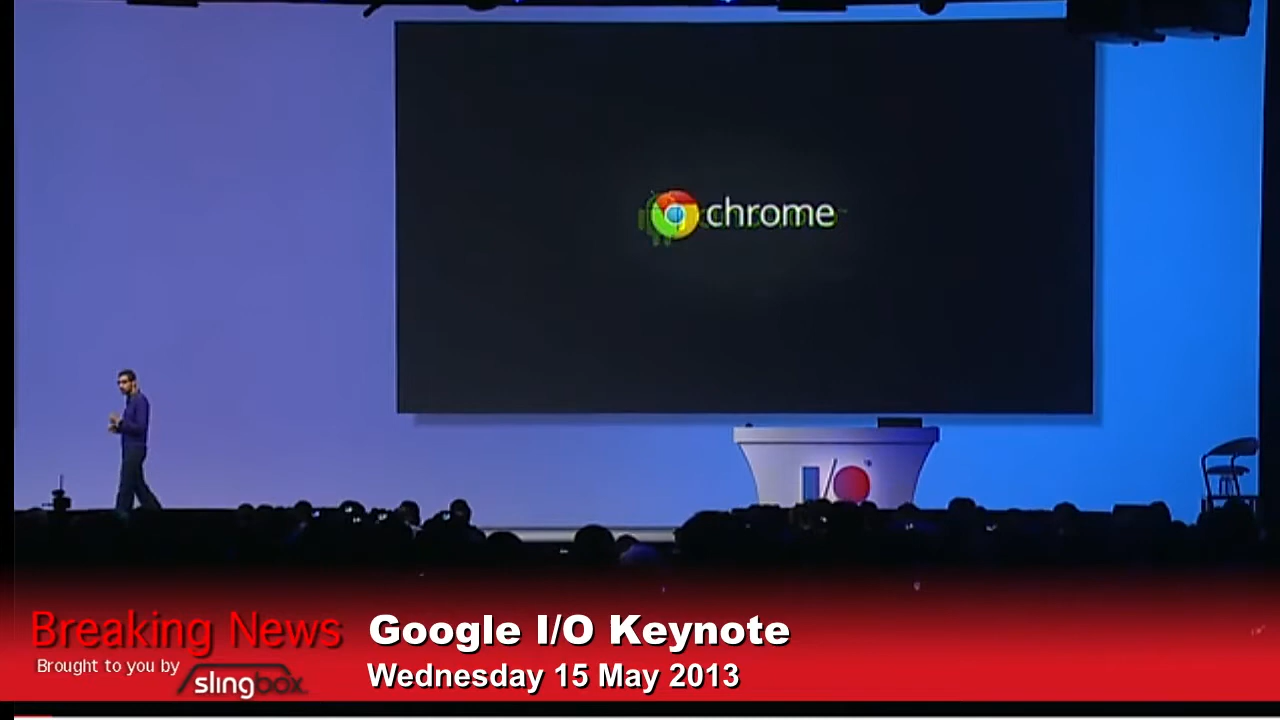 chrome
I/O
Breaking News
Brought to you by
slingbox
Google I/O Keynote
Wednesday 15 May 2013